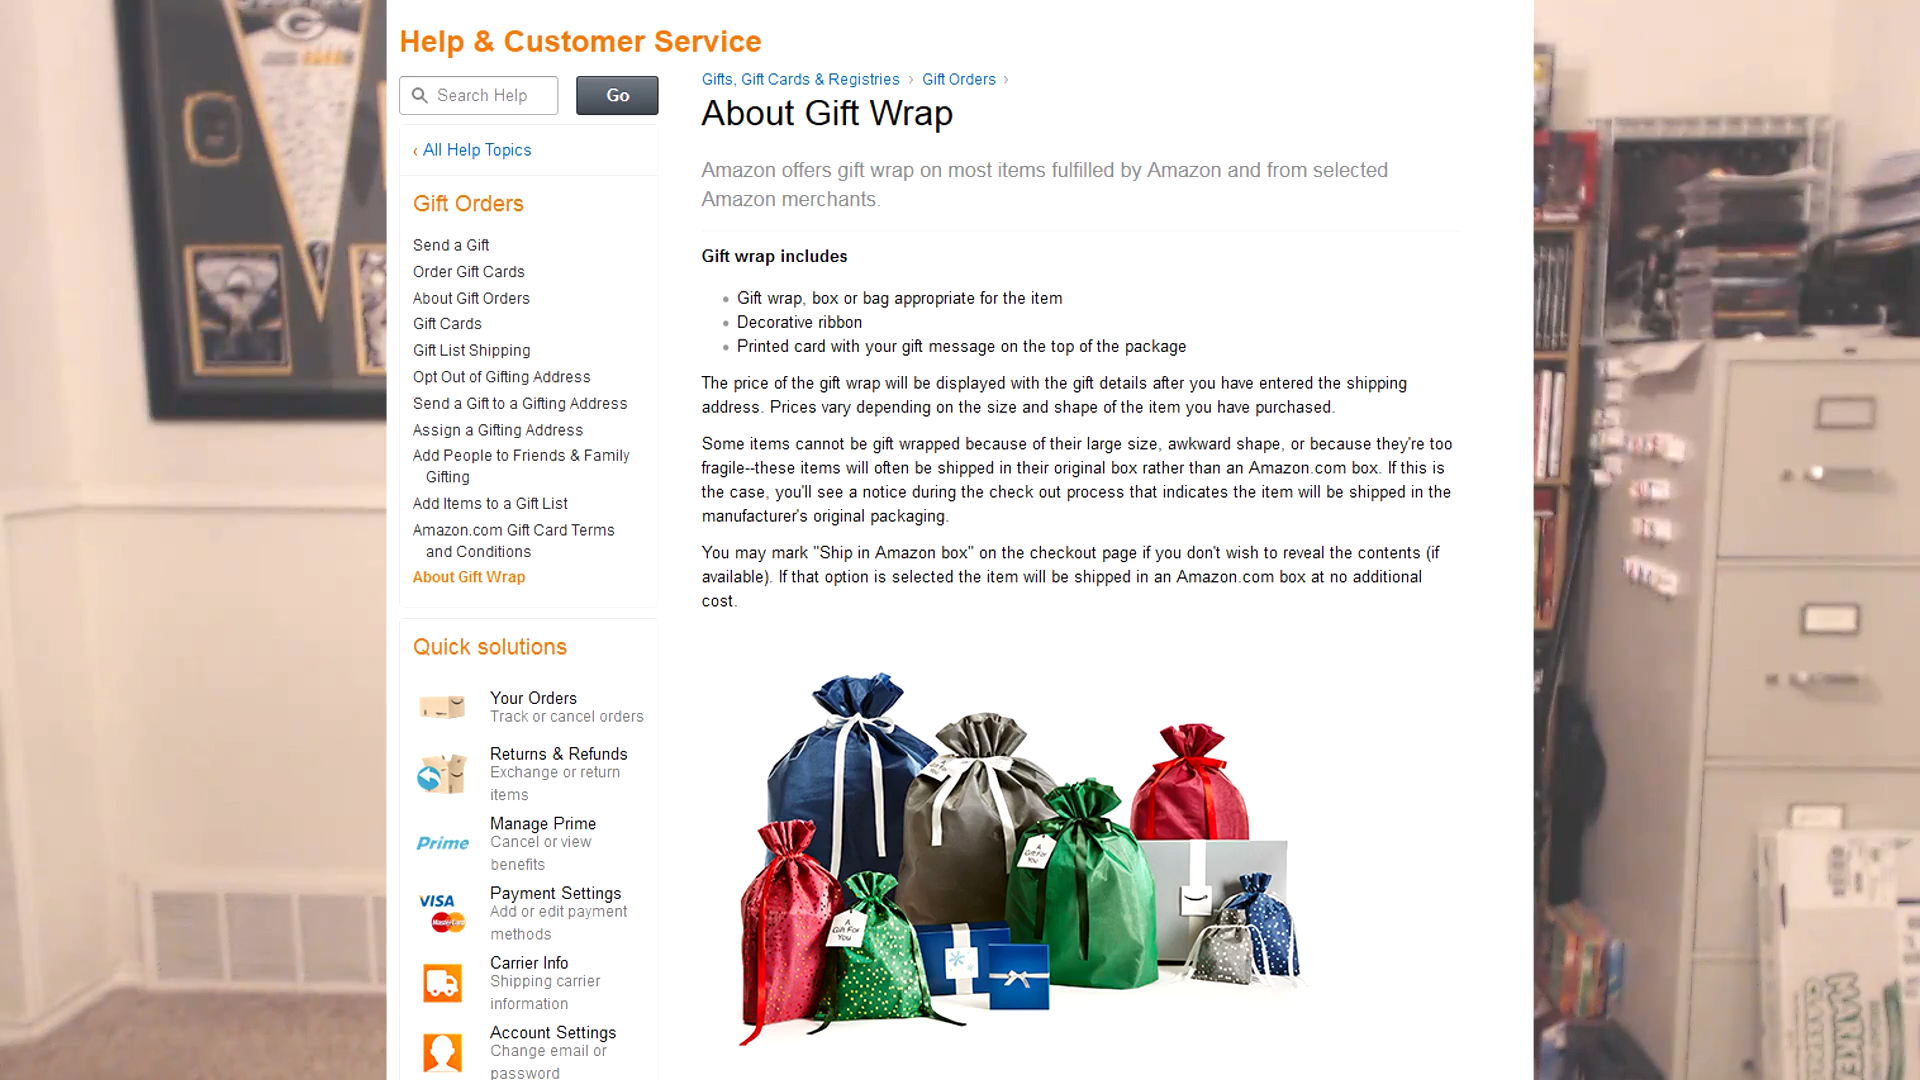 Help & Customer Service
Search Help
Go
‹ All Help Topics
Gift Orders
Send a Gift
Order Gift Cards
About Gift Orders
Gift Cards
Gift List Shipping
Opt Out of Gifting Address
Send a Gift to a Gifting Address
Assign a Gifting Address
Add People to Friends & Family
Gifting
Add Items to a Gift List
Amazon.com Gift Card Terms
and Conditions
About Gift Wrap
Quick solutions
Your Orders
Track or cancel orders
Returns & Refunds
Exchange or return
items
Prime
Manage Prime
Cancel or view
benefits
VISA
MasterCard
Payment Settings
Add or edit payment
methods
Carrier Info
Shipping carrier
information
Account Settings
Change email or
password
Gifts, Gift Cards & Registries › Gift Orders ›
About Gift Wrap
Amazon offers gift wrap on most items fulfilled by Amazon and from selected
Amazon merchants.
Gift wrap includes
• Gift wrap, box or bag appropriate for the item
• Decorative ribbon
• Printed card with your gift message on the top of the package
The price of the gift wrap will be displayed with the gift details after you have entered the shipping
address. Prices vary depending on the size and shape of the item you have purchased.
Some items cannot be gift wrapped because of their large size, awkward shape, or because they're too
fragile--these items will often be shipped in their original box rather than an Amazon.com box. If this is
the case, you'll see a notice during the check out process that indicates the item will be shipped in the
manufacturer's original packaging.
You may mark "Ship in Amazon box" on the checkout page if you don't wish to reveal the contents (if
available). If that option is selected the item will be shipped in an Amazon.com box at no additional
cost.
A
Gift For
You
A
Gift For
You